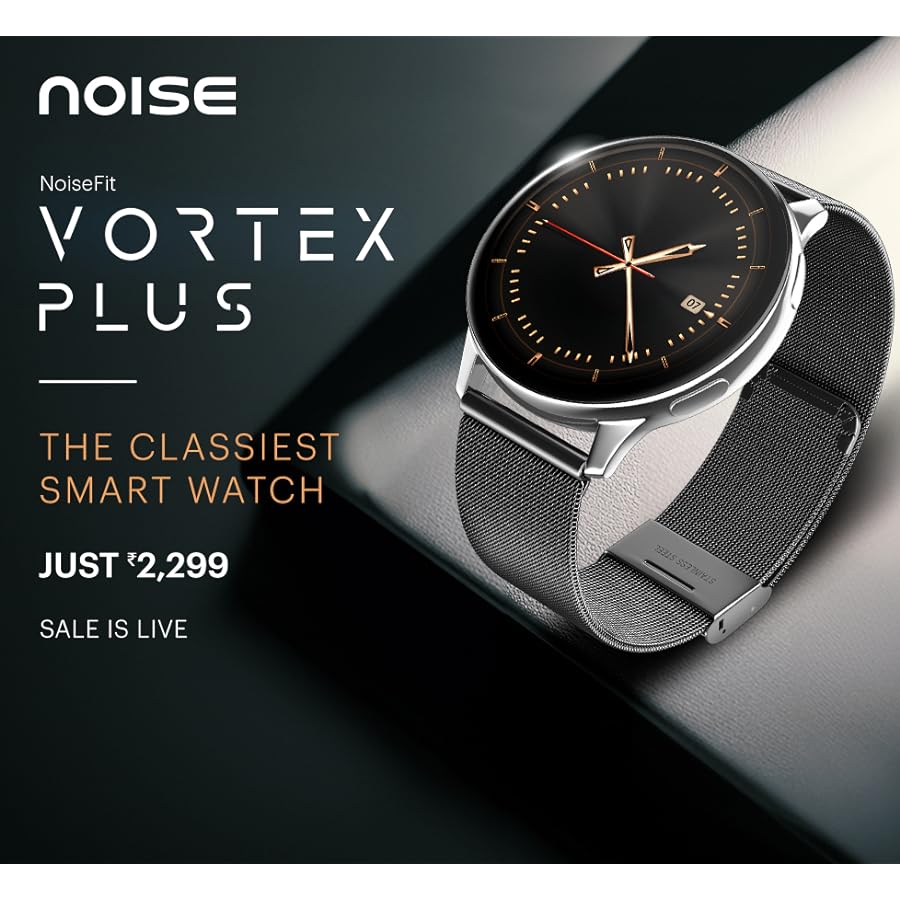 NOISE
NoiseFit
VORTEX
PLUS
THE CLASSIEST
SMART WATCH
JUST ₹2,299
SALE IS LIVE
07
STAINLESS STEEL